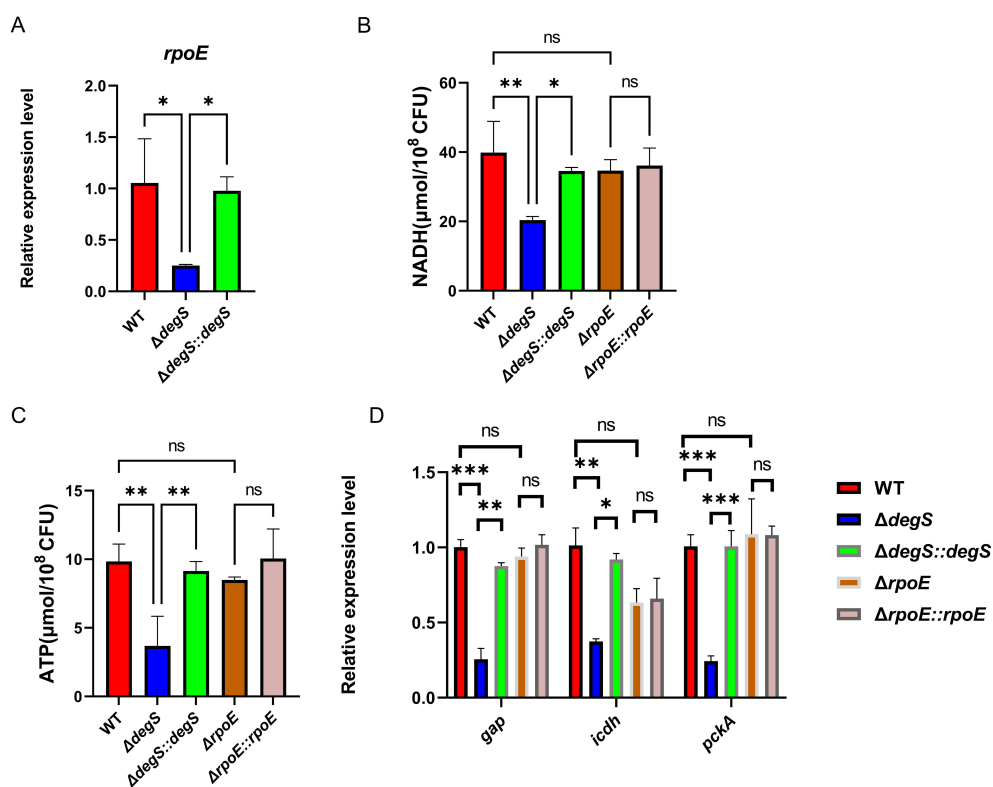 A
rpoE
Relative expression level
2.0
1.5
1.0
0.5
0.0
*
*
WT
ΔdegS
ΔdegS::degS
B
NADH(μmol/10⁸ CFU)
60
40
20
0
ns
**
*
ns
WT
ΔdegS
ΔdegS::degS
ΔrpoE
ΔrpoE::rpoE
C
ATP(μmol/10⁸ CFU)
15
10
5
0
ns
**
**
ns
WT
ΔdegS
ΔdegS::degS
ΔrpoE
ΔrpoE::rpoE
D
Relative expression level
1.5
1.0
0.5
0.0
ns
***
**
ns
ns
**
*
ns
ns
***
***
ns
gap
icdh
pckA
WT
ΔdegS
ΔdegS::degS
ΔrpoE
ΔrpoE::rpoE